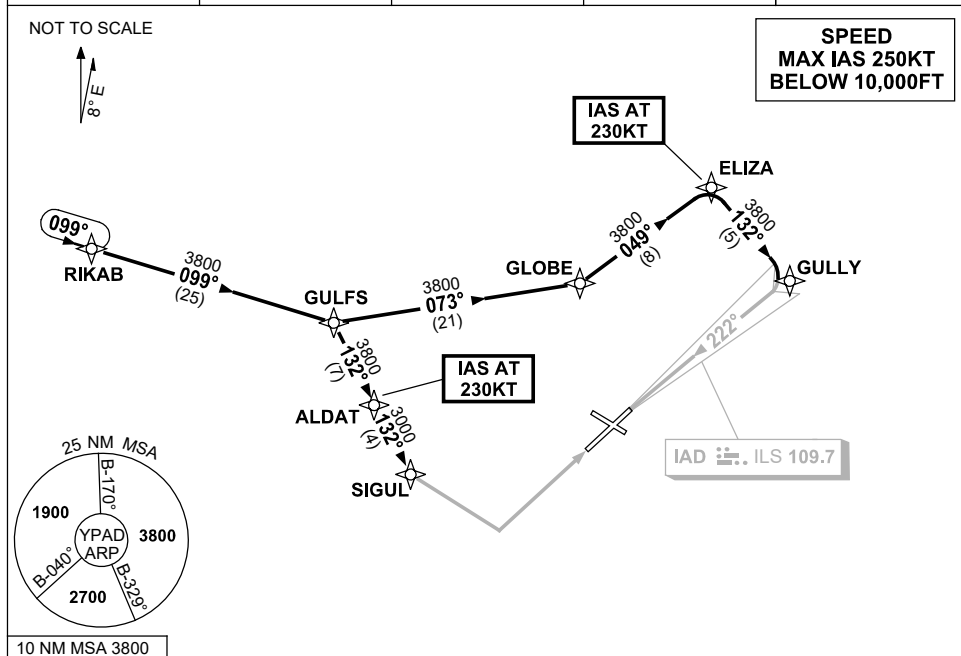 NOT TO SCALE
8° E
SPEED
MAX IAS 250KT
BELOW 10,000FT
IAS AT
230KT
ELIZA
3800
132°
(5)
GULLY
099°
RIKAB
3800
099°
(25)
GULFS
3800
073°
(21)
GLOBE
3800
049°
(8)
222°
3800
132°
(7)
IAS AT
230KT
ALDAT
3000
132°
(4)
SIGUL
IAD ILS 109.7
25 NM MSA
B-170°
1900
YPAD
ARP
3800
B-040°
B-329°
2700
10 NM MSA 3800